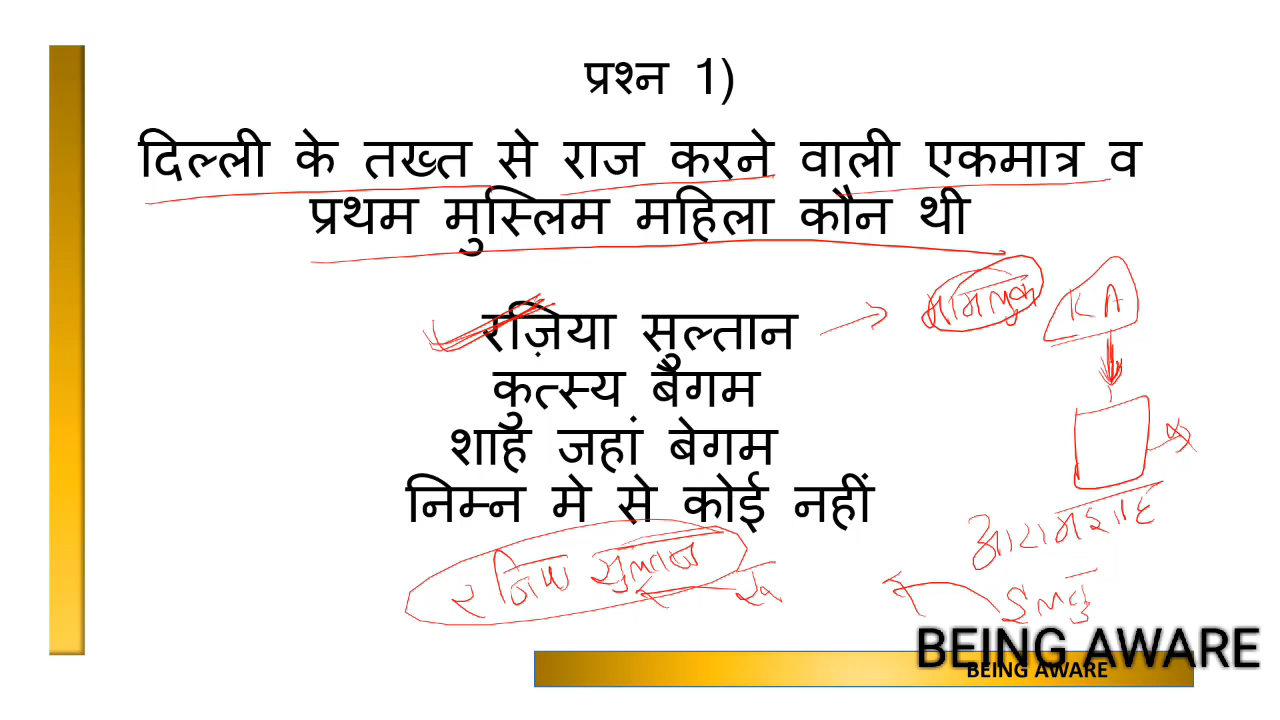 प्रश्न 1)
दिल्ली के तख्त से राज करने वाली एकमात्र व
प्रथम मुस्लिम महिला कौन थी
मामलुक
K A
रज़िया सुल्तान
कुत्स्य बेगम
शाह जहां बेगम
निम्न मे से कोई नहीं
आरामशाह
रजिया सुल्तान
BEING AWARE
BEING AWARE